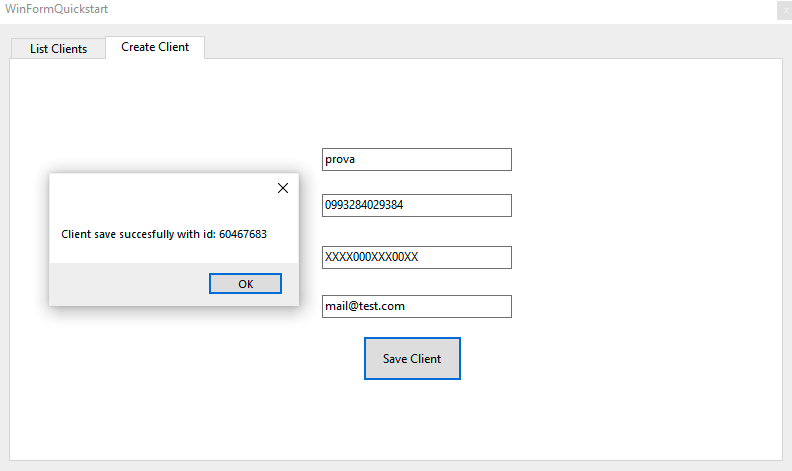 WinFormQuickstart
x
List Clients
Create Client
prova
0993284029384
Client save succesfully with id: 60467683
XXXX000XXX00XX
OK
mail@test.com
Save Client